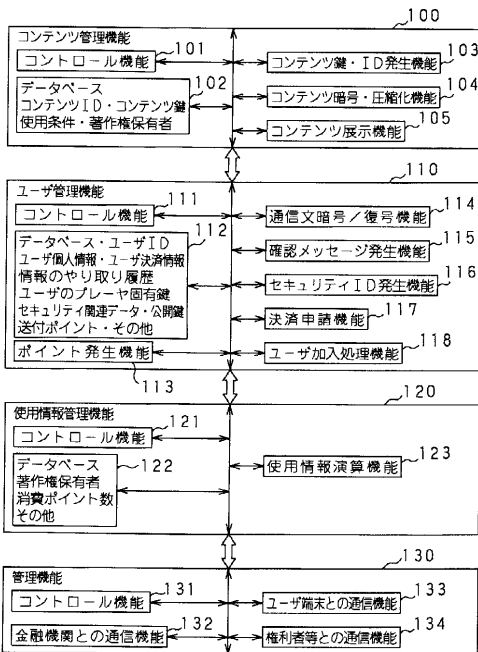 100
コンテンツ管理機能
101
コントロール機能
102
データベース
コンテンツID・コンテンツ鍵
使用条件・著作権保有者
103
コンテンツ鍵・ID発生機能
104
コンテンツ暗号・圧縮化機能
105
コンテンツ展示機能
110
ユーザ管理機能
111
コントロール機能
112
データベース・ユーザID
ユーザ個人情報・ユーザ決済情報
情報のやり取り履歴
ユーザのプレーヤ固有鍵
セキュリティ関連データ・公開鍵
送付ポイント・その他
ポイント発生機能
113
114
通信文暗号/復号機能
115
確認メッセージ発生機能
116
セキュリティID発生機能
117
決済申請機能
118
ユーザ加入処理機能
120
使用情報管理機能
121
コントロール機能
122
データベース
著作権保有者
消費ポイント数
その他
123
使用情報演算機能
130
管理機能
131
コントロール機能
132
金融機関との通信機能
133
ユーザ端末との通信機能
134
権利者等との通信機能